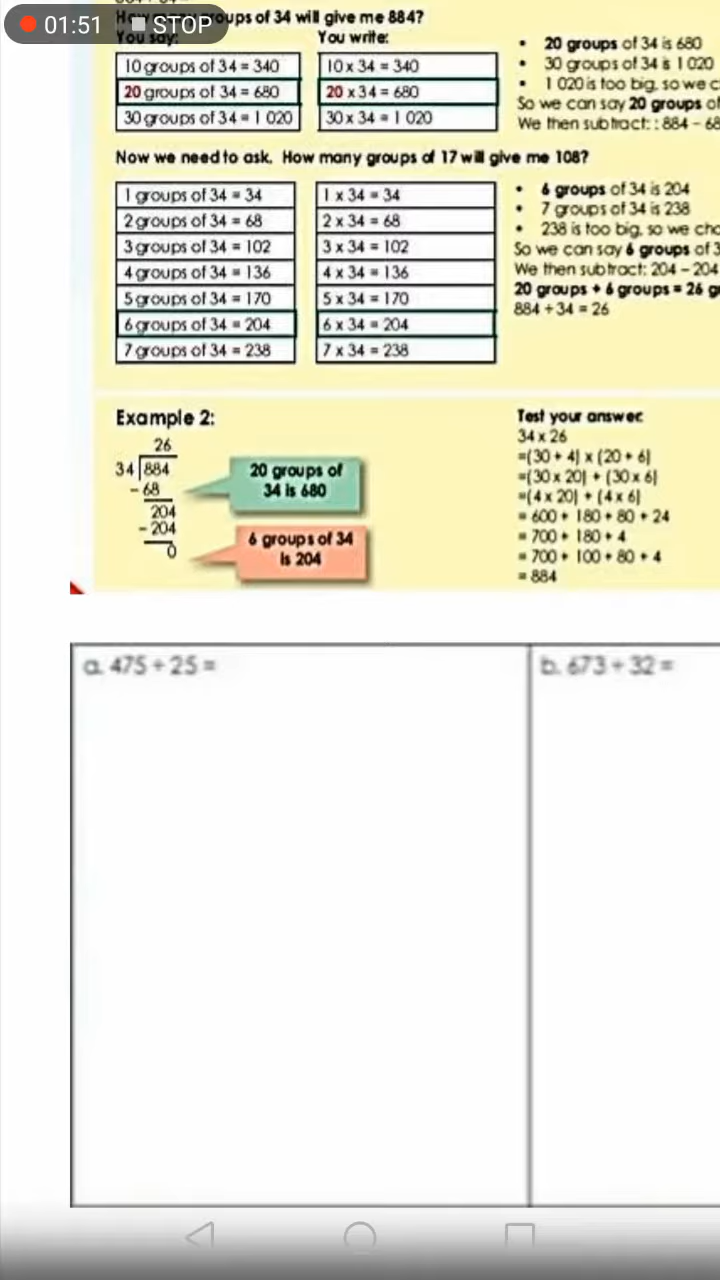 01:51 STOP
groups of 34 will give me 884?
You say:
You write:
10 groups of 34 = 340
20 groups of 34 = 680
30 groups of 34 = 1 020
10 x 34 = 340
20 x 34 = 680
30 x 34 = 1 020
• 20 groups of 34 is 680
• 30 groups of 34 is 1 020
• 1 020 is too big, so we c
So we can say 20 groups of
We then subtract: : 884 – 68
Now we need to ask. How many groups of 17 will give me 108?
1 groups of 34 = 34
2 groups of 34 = 68
3 groups of 34 = 102
4 groups of 34 = 136
5 groups of 34 = 170
6 groups of 34 = 204
7 groups of 34 = 238
1 x 34 = 34
2 x 34 = 68
3 x 34 = 102
4 x 34 = 136
5 x 34 = 170
6 x 34 = 204
7 x 34 = 238
• 6 groups of 34 is 204
• 7 groups of 34 is 238
• 238 is too big, so we cho
So we can say 6 groups of 3
We then subtract: 204 – 204
20 groups + 6 groups = 26 g
884 ÷ 34 = 26
Example 2:
26
34 884
- 68
204
- 204
0
20 groups of
34 is 680
6 groups of 34
is 204
Test your answer:
34 x 26
=(30 + 4) x (20 + 6)
=(30 x 20) + (30 x 6)
=(4 x 20) + (4 x 6)
= 600 + 180 + 80 + 24
= 700 + 180 + 4
= 700 + 100 + 80 + 4
= 884
a. 475 ÷ 25 =
b. 673 ÷ 32 =